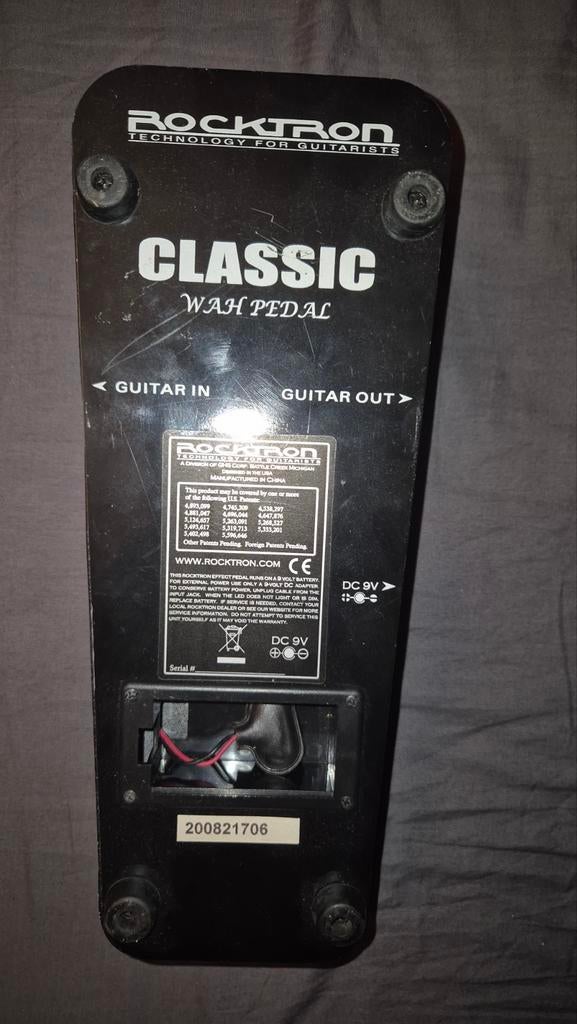 ROCKTRON
TECHNOLOGY FOR GUITARISTS
CLASSIC
WAH PEDAL
GUITAR IN GUITAR OUT
ROCKTRON
TECHNOLOGY FOR GUITARISTS
A DIVISION OF GHS CORP. BATTLE CREEK MICHIGAN
DESIGNED IN THE USA
MANUFACTURED IN CHINA
This product may be covered by one or more
of the following U.S. Patents:
4,893,099 4,745,309 4,538,297
4,881,047 4,696,044 4,647,876
5,124,657 5,263,091 5,268,527
5,493,617 5,319,713 5,333,201
5,402,498 5,596,646
Other Patents Pending. Foreign Patents Pending.
WWW.ROCKTRON.COM CE
THIS ROCKTRON EFFECT PEDAL RUNS ON A 9 VOLT BATTERY.
FOR EXTERNAL POWER USE ONLY A 9-VOLT DC ADAPTER.
TO CONSERVE BATTERY POWER, UNPLUG CABLE FROM THE
INPUT JACK. WHEN THE LED DOES NOT LIGHT OR IS DIM,
REPLACE BATTERY. IF SERVICE IS NEEDED, CONTACT YOUR
LOCAL ROCKTRON DEALER OR SEE OUR WEBSITE FOR MORE
SERVICE INFORMATION. DO NOT ATTEMPT TO SERVICE THIS
UNIT YOURSELF AS IT MAY VOID THE WARRANTY.
DC 9V
DC 9V
Serial #
200821706